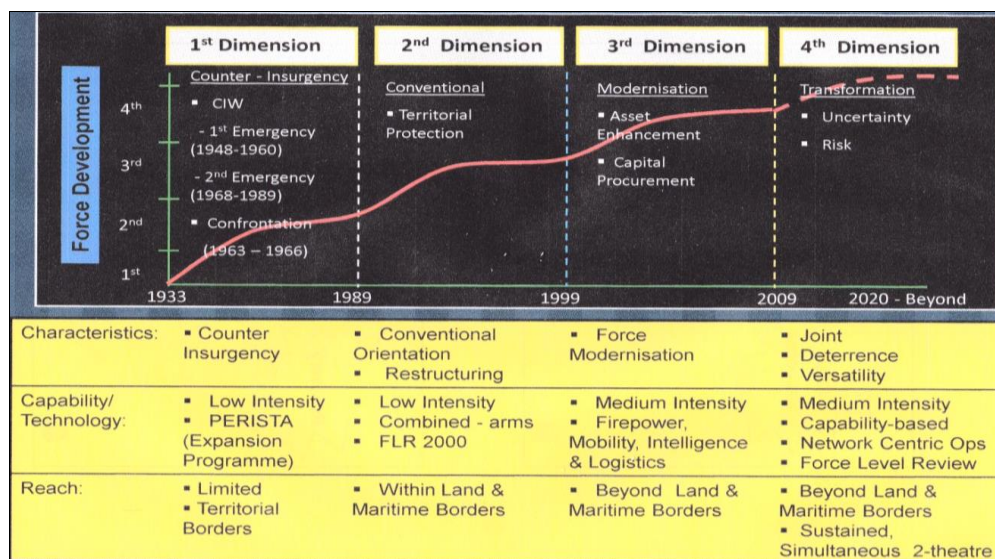 1st Dimension
2nd Dimension
3rd Dimension
4th Dimension
Force Development
4th
3rd
2nd
1st
Counter - Insurgency
▪ CIW
- 1st Emergency
(1948-1960)
- 2nd Emergency
(1968-1989)
▪ Confrontation
(1963 – 1966)
Conventional
▪ Territorial
Protection
Modernisation
▪ Asset
Enhancement
▪ Capital
Procurement
Transformation
▪ Uncertainty
▪ Risk
1933
1989
1999
2009
2020 - Beyond
Characteristics:
▪ Counter
Insurgency
▪ Conventional
Orientation
▪ Restructuring
▪ Force
Modernisation
▪ Joint
▪ Deterrence
▪ Versatility
Capability/
Technology:
▪ Low Intensity
▪ PERISTA
(Expansion
Programme)
▪ Low Intensity
▪ Combined - arms
▪ FLR 2000
▪ Medium Intensity
▪ Firepower,
Mobility, Intelligence
& Logistics
▪ Medium Intensity
▪ Capability-based
▪ Network Centric Ops
▪ Force Level Review
Reach:
▪ Limited
▪ Territorial
Borders
▪ Within Land &
Maritime Borders
▪ Beyond Land &
Maritime Borders
▪ Beyond Land &
Maritime Borders
▪ Sustained,
Simultaneous 2-theatre